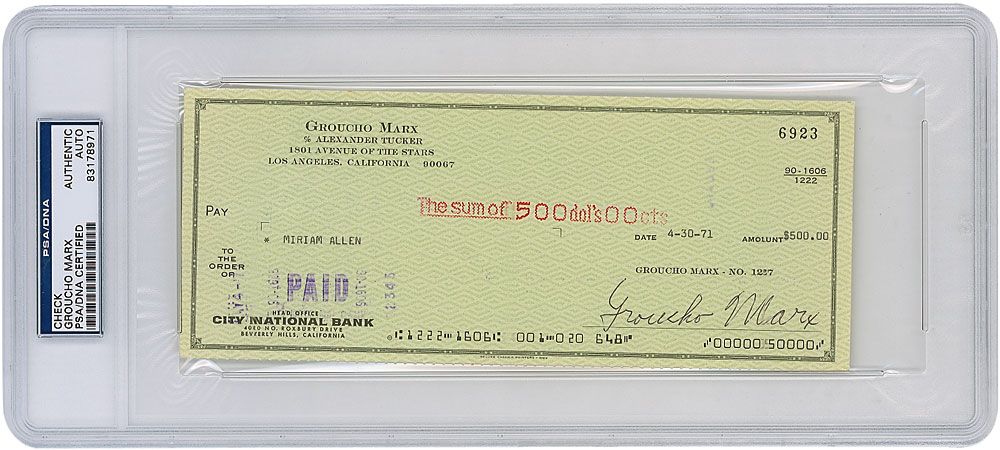 PSA/DNA
CHECK
GROUCHO MARX
PSA/DNA CERTIFIED
AUTHENTIC
AUTO
83178971
GROUCHO MARX
% ALEXANDER TUCKER
1801 AVENUE OF THE STARS
LOS ANGELES, CALIFORNIA 90067
6923
90-1606
1222
The sum of 500 dol's 00 cts
PAY
* MIRIAM ALLEN
DATE 4-30-71
AMOLUNT $500.00
TO
THE
ORDER
OF
GROUCHO MARX - NO. 1257
PAID
Groucho Marx
HEAD OFFICE
CITY NATIONAL BANK
4020 NO. ROXBURY DRIVE
BEVERLY HILLS, CALIFORNIA
⑆1222⑉1606⑆ 001⑉020 648⑈
⑈0000050000⑈